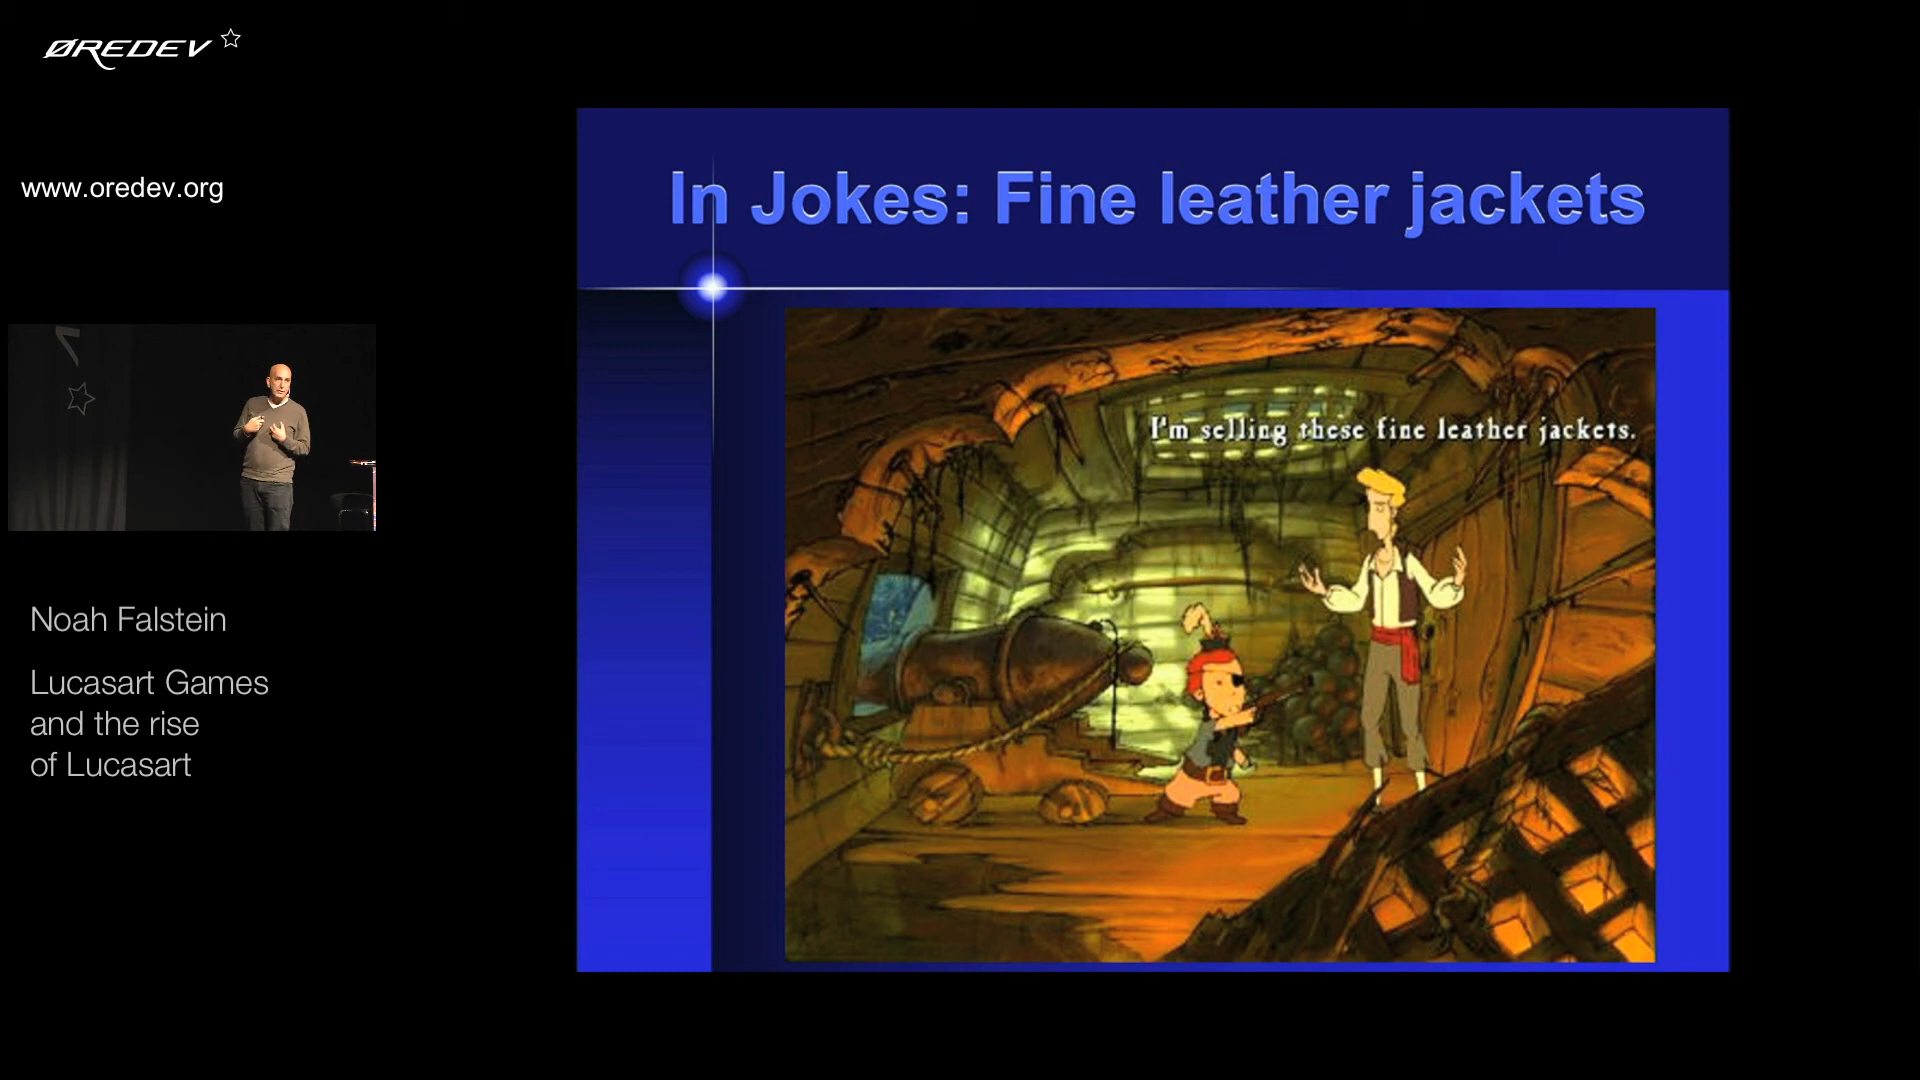 ØREDEV
www.oredev.org
In Jokes: Fine leather jackets
I'm selling these fine leather jackets.
Noah Falstein
Lucasart Games
and the rise
of Lucasart